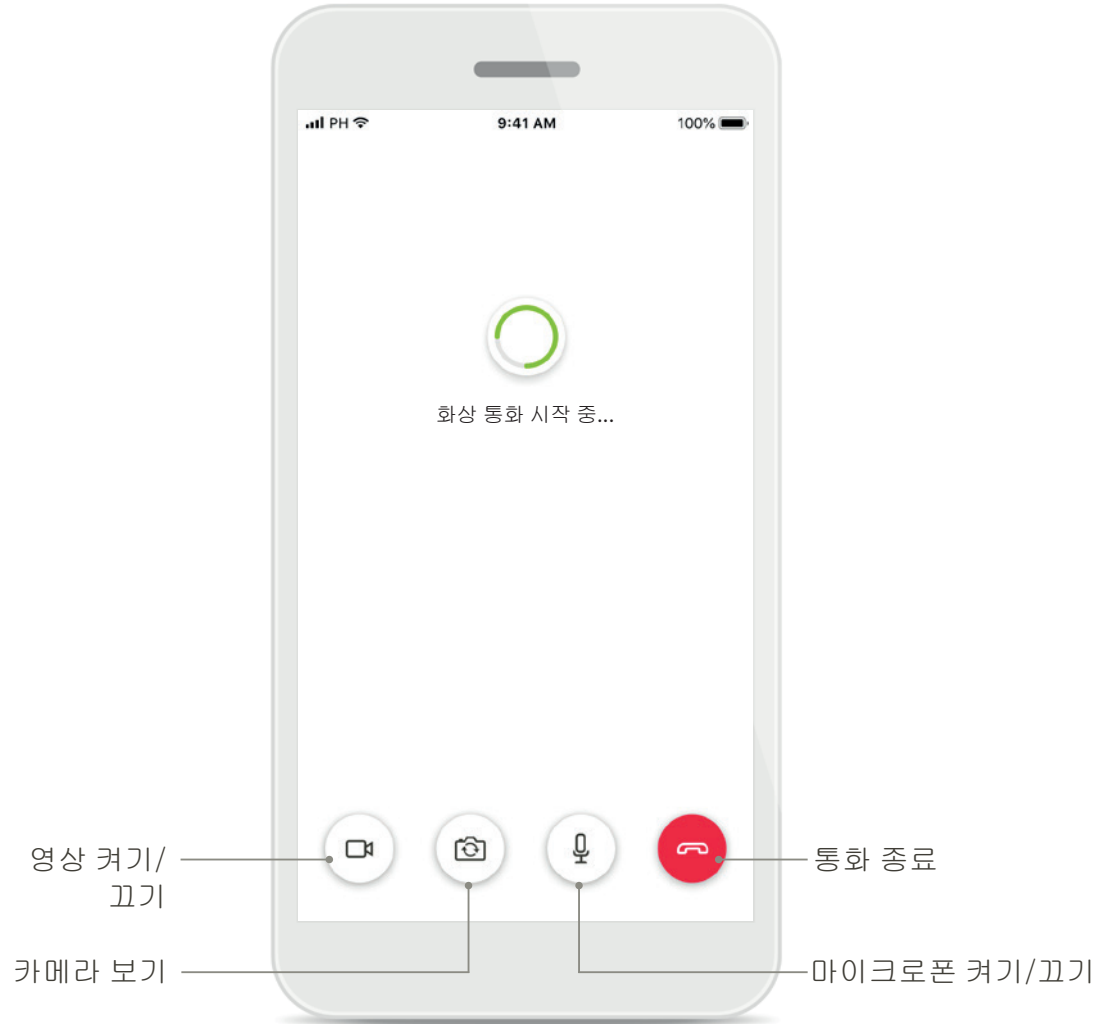 PH
9:41 AM
100%
화상 통화 시작 중...
영상 켜기/
끄기
통화 종료
카메라 보기
마이크로폰 켜기/끄기